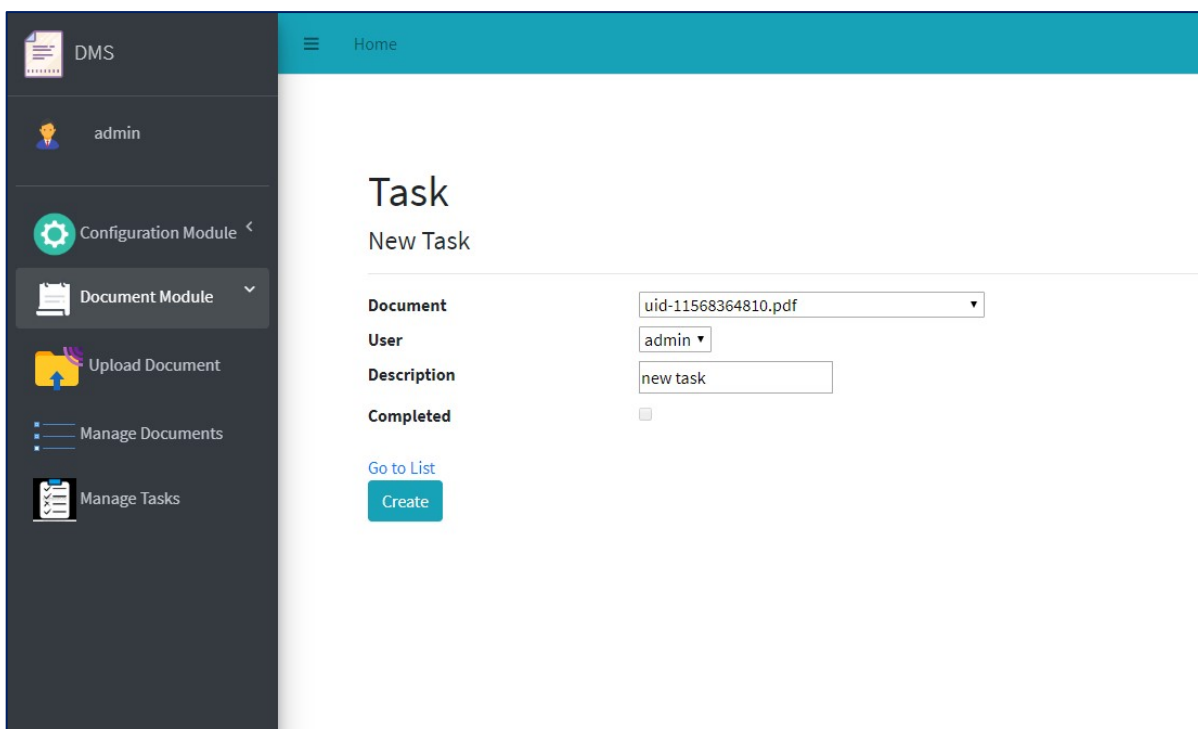 DMS
admin
Configuration Module
Document Module
Upload Document
Manage Documents
Manage Tasks
Home
Task
New Task
Document uid-11568364810.pdf
User admin
Description new task
Completed
Go to List
Create